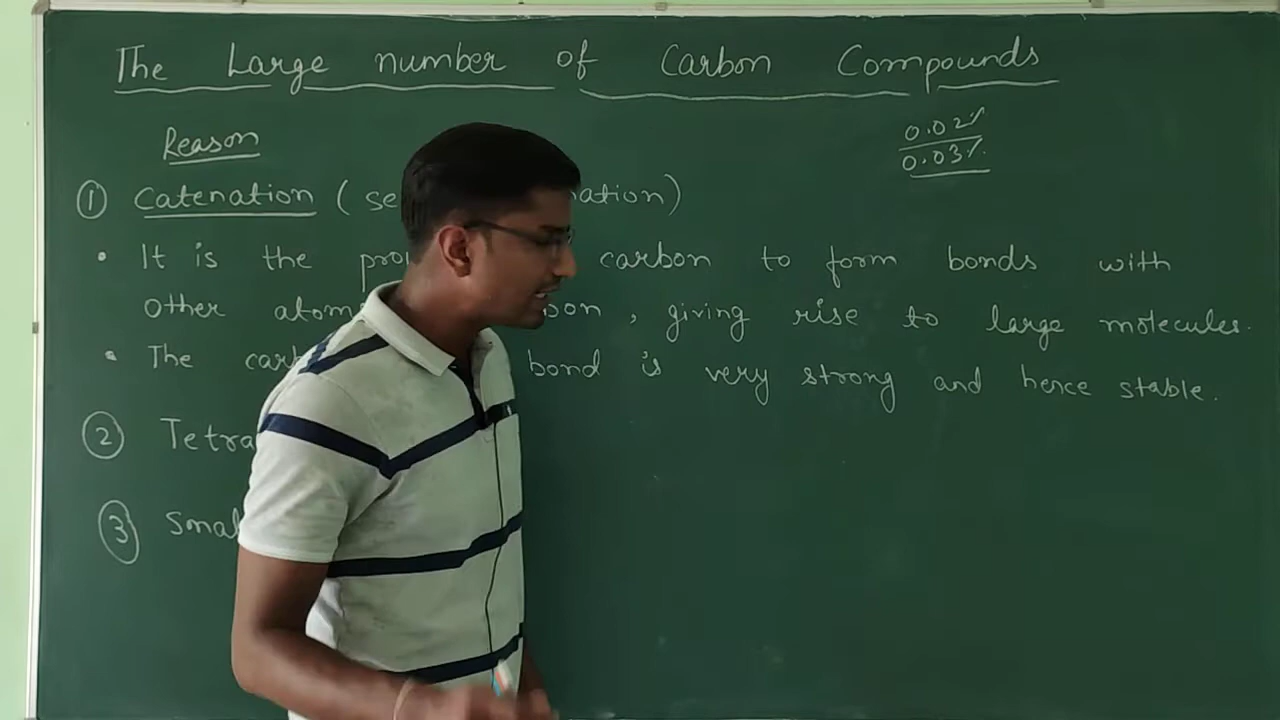 The Large number of Carbon Compounds
0.02%
0.03%.
Reason
① Catenation ( se ation)
• It is the pro carbon to form bonds with
Other atom bon , giving rise to large molecules.
• The carb bond is very strong and hence stable.
② Tetra
③ Smal